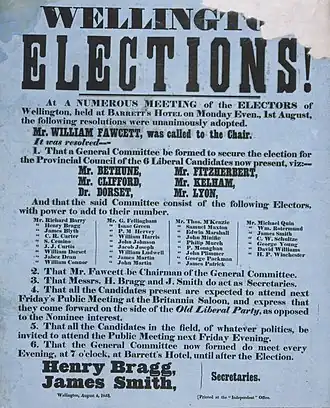 WELLINGTON
ELECTIONS!
At a NUMEROUS MEETING of the ELECTORS of
Wellington, held at BARRETT'S HOTEL on Monday Even., 1st August,
the following resolutions were unanimously adopted.
Mr. WILLIAM FAWCETT, was called to the Chair.
It was resolved—
1. That a General Committee be formed to secure the election for
the Provincial Council of the 6 Liberal Candidates now present, viz:—
Mr. BETHUNE, Mr. FITZHERBERT,
Mr. CLIFFORD, Mr. KELHAM,
Dr. DORSET, Mr. LYON.
And that the said Committee consist of the following Electors,
with power to add to their number.
Mr. Richard Barry Mr. G. Fellingham Mr. Thos. M'Kenzie Mr. Michael Quin
" Henry Bragg " Isaac Green " Samuel Maxton " Wm. Rotermund
" James Blyth " P. M. Hervey " Edwin Marshall " James Smith
" C. H. Carter " William Harris " John Munn " C. W. Schultze
" S. Cemino " John Johnson " Philip Murch " George Young
" J. J. Curtis " Jacob Joseph " P. Monaghan " David Wilkinson
" William Dorset " William Ludwell " John Plimmer " H. P. Winchester
" Jabez Dean " James Martin " George Packman
" William Connor " John Martin " James Futrick
2. That Mr. Fawcett be Chairman of the General Committee.
3. That Messrs. H. Bragg and J. Smith do act as Secretaries.
4. That all the Candidates present are expected to attend next
Friday's Public Meeting at the Britannia Saloon, and express that
they come forward on the side of the Old Liberal Party, as opposed
to the Nominee interest.
5. That all the Candidates in the field, of whatever politics, be
invited to attend the Public Meeting next Friday Evening.
6. That the General Committee now formed do meet every
Evening, at 7 o'clock, at Barrett's Hotel, until after the Election.
Henry Bragg,
James Smith, Secretaries.
Wellington, August 4, 1853. [Printed at the "Independent" Office.